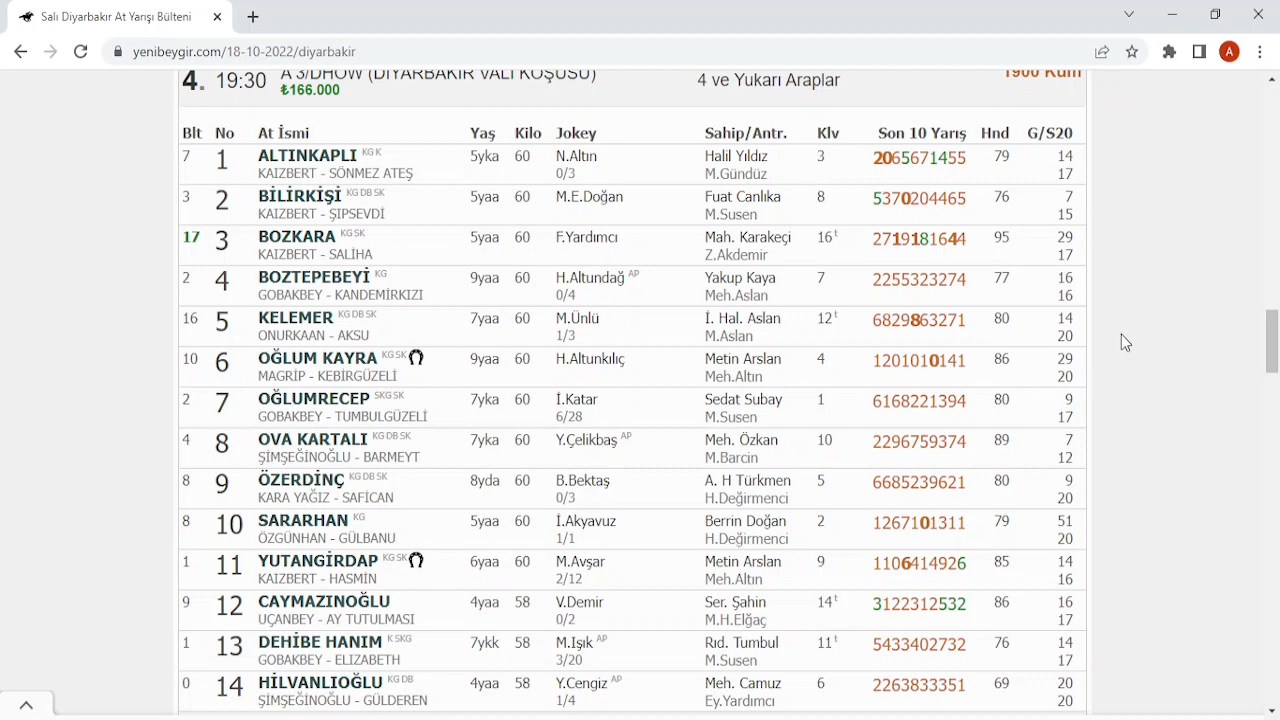 Salı Diyarbakır At Yarışı Bülteni
yenibeygir.com/18-10-2022/diyarbakir
A
4. 19:30 A 3/DHÖW (DİYARBAKIR VALİ KOŞUSU) 4 ve Yukarı Araplar 1900 Kum
₺166.000
Blt No At İsmi Yaş Kilo Jokey Sahip/Antr. Klv Son 10 Yarış Hnd G/S20
7 1 ALTINKAPLI KG K 5yka 60 N.Altın Halil Yıldız 3 2065671455 79 14
KAIZBERT - SÖNMEZ ATEŞ 0/3 M.Gündüz 17
3 2 BİLİRKİŞİ KG DB SK 5yaa 60 M.E.Doğan Fuat Canlıka 8 5370204465 76 7
KAIZBERT - ŞIPSEVDİ M.Susen 15
17 3 BOZKARA KG SK 5yaa 60 F.Yardımcı Mah. Karakeçi 16 t 2719181644 95 29
KAIZBERT - SALİHA Z.Akdemir 17
2 4 BOZTEPEBEYİ KG 9yaa 60 H.Altundağ AP Yakup Kaya 7 2255323274 77 16
GOBAKBEY - KANDEMİRKIZI 0/4 Meh.Aslan 16
16 5 KELEMER KG DB SK 7yaa 60 M.Ünlü İ. Hal. Aslan 12 t 6829863271 80 14
ONURKAAN - AKSU 1/3 M.Aslan 20
10 6 OĞLUM KAYRA KG SK 9yaa 60 H.Altunkılıç Metin Arslan 4 1201010141 86 29
MAGRİP - KEBİRGÜZELİ Meh.Altın 20
2 7 OĞLUMRECEP SKG SK 7yka 60 İ.Katar Sedat Subay 1 6168221394 80 9
GOBAKBEY - TUMBULGÜZELİ 6/28 M.Susen 17
4 8 OVA KARTALI KG DB SK 7yka 60 Y.Çelikbaş AP Meh. Özkan 10 2296759374 89 7
ŞİMŞEĞİNOĞLU - BARMEYT M.Barcin 12
8 9 ÖZERDİNÇ KG DB SK 8yda 60 B.Bektaş A. H Türkmen 5 6685239621 80 9
KARA YAĞIZ - SAFİCAN 0/3 H.Değirmenci 20
8 10 SARARHAN KG 5yaa 60 İ.Akyavuz Berrin Doğan 2 1267101311 79 51
ÖZGÜNHAN - GÜLBANU 1/1 H.Değirmenci 20
1 11 YUTANGİRDAP KG SK 6yaa 60 M.Avşar Metin Arslan 9 1106414926 85 14
KAIZBERT - HASMİN 2/12 Meh.Altın 16
9 12 CAYMAZINOĞLU 4yaa 58 V.Demir Ser. Şahin 14 t 3122312532 86 16
UÇANBEY - AY TUTULMASI 0/2 M.H.Elğaç 17
1 13 DEHİBE HANIM K SKG 7ykk 58 M.Işık AP Rıd. Tumbul 11 t 5433402732 76 14
GOBAKBEY - ELIZABETH 3/20 M.Susen 17
0 14 HİLVANLIOĞLU KG DB 4yaa 58 Y.Cengiz AP Meh. Camuz 6 2263833351 69 20
ŞİMŞEĞİNOĞLU - GÜLDEREN 1/4 Ey.Yardımcı 20